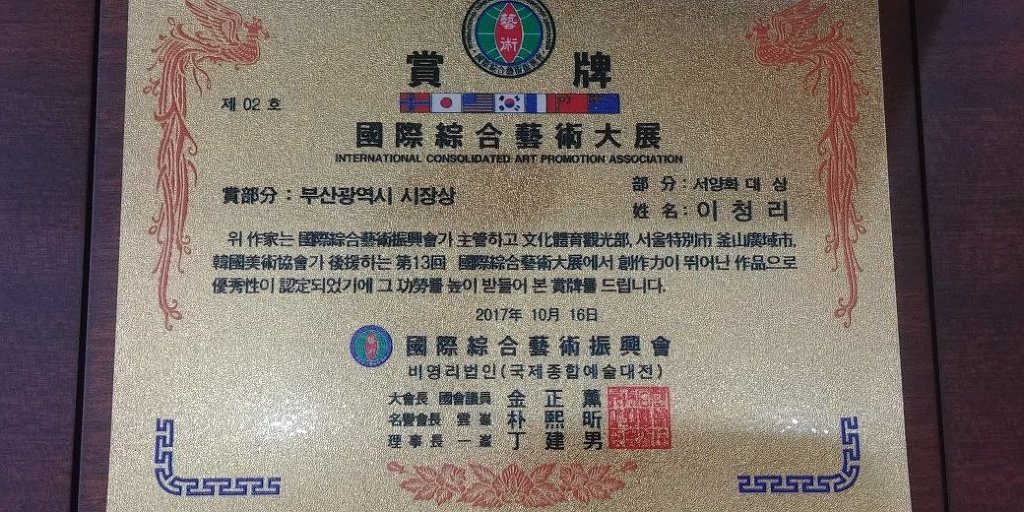 藝術
賞 牌
제 02 호
國際綜合藝術大展
INTERNATIONAL CONSOLIDATED ART PROMOTION ASSOCIATION
部 分 : 서양화 대 상
賞部分 : 부산광역시 시장상
姓 名 : 이 청 리
위 作家는 國際綜合藝術振興會가 主管하고 文化體育觀光部, 서울特別市 釜山廣域市,
韓國美術協會가 後援하는 第13回 國際綜合藝術大展에서 創作力이 뛰어난 作品으로
優秀性이 認定되었기에 그 功勞를 높이 받들어 본 賞牌를 드립니다.
2017年 10月 16日
國際綜合藝術振興會
비영리법인(국제종합예술대전)
大會長 國會議員 金正薰
名譽會長 雲峯 朴熙昕
理事長 一峯 丁建男